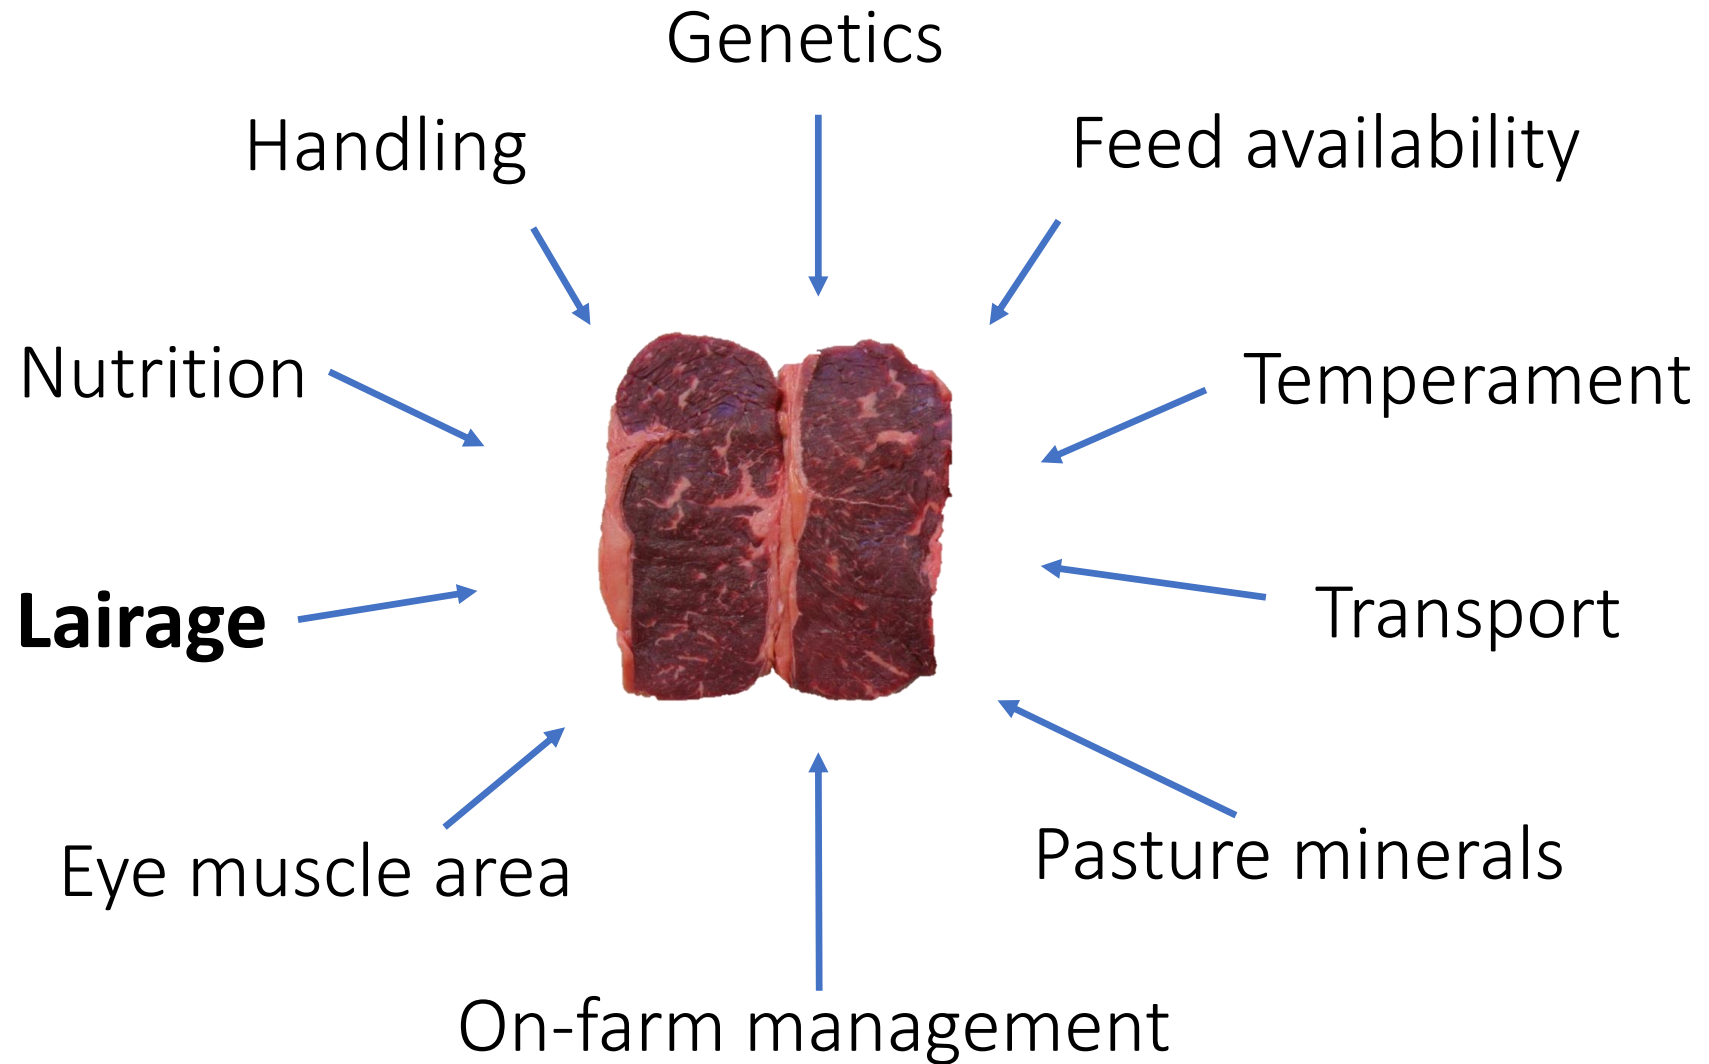 Genetics
Handling
Feed availability
Nutrition
Temperament
Lairage
Transport
Eye muscle area
Pasture minerals
On-farm management